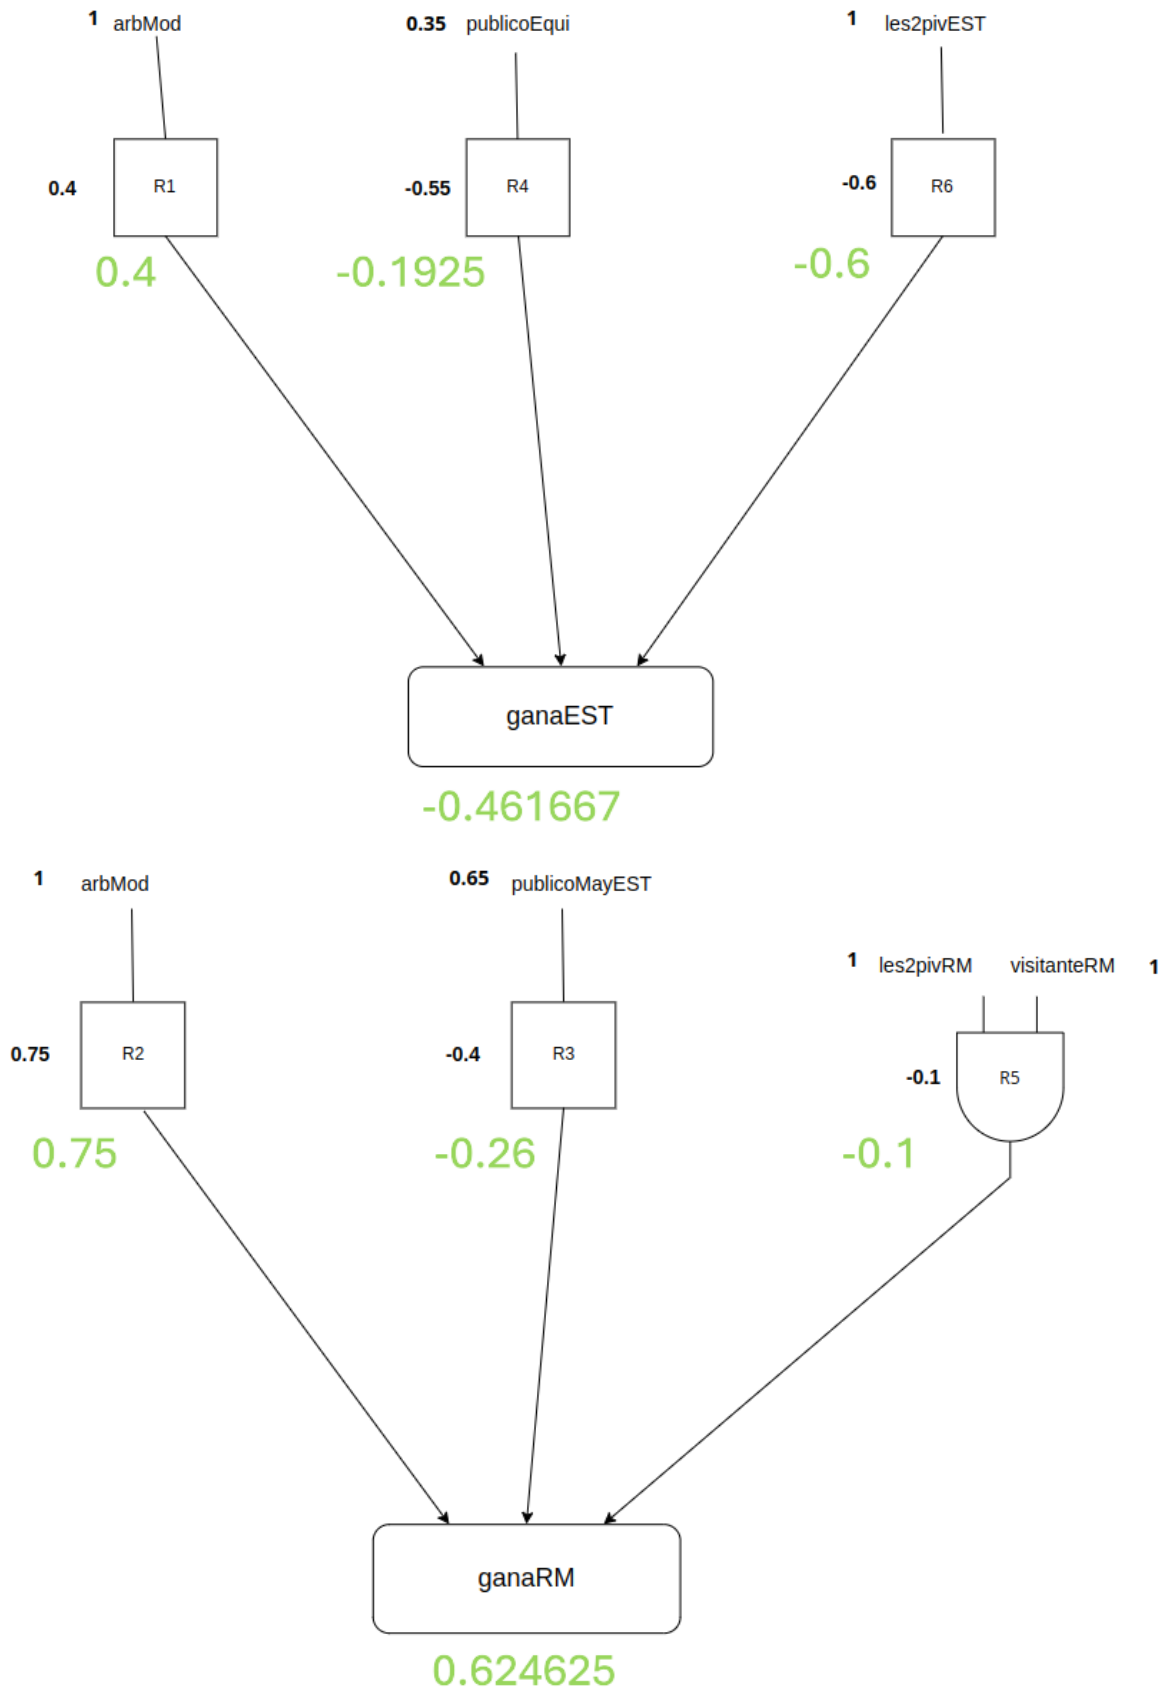 1 arbMod 0.35 publicoEqui 1 les2pivEST
0.4 R1 -0.55 R4 -0.6 R6
0.4 -0.1925 -0.6
ganaEST
-0.461667
1 arbMod 0.65 publicoMayEST
1 les2pivRM visitanteRM 1
0.75 R2 -0.4 R3 -0.1 R5
0.75 -0.26 -0.1
ganaRM
0.624625